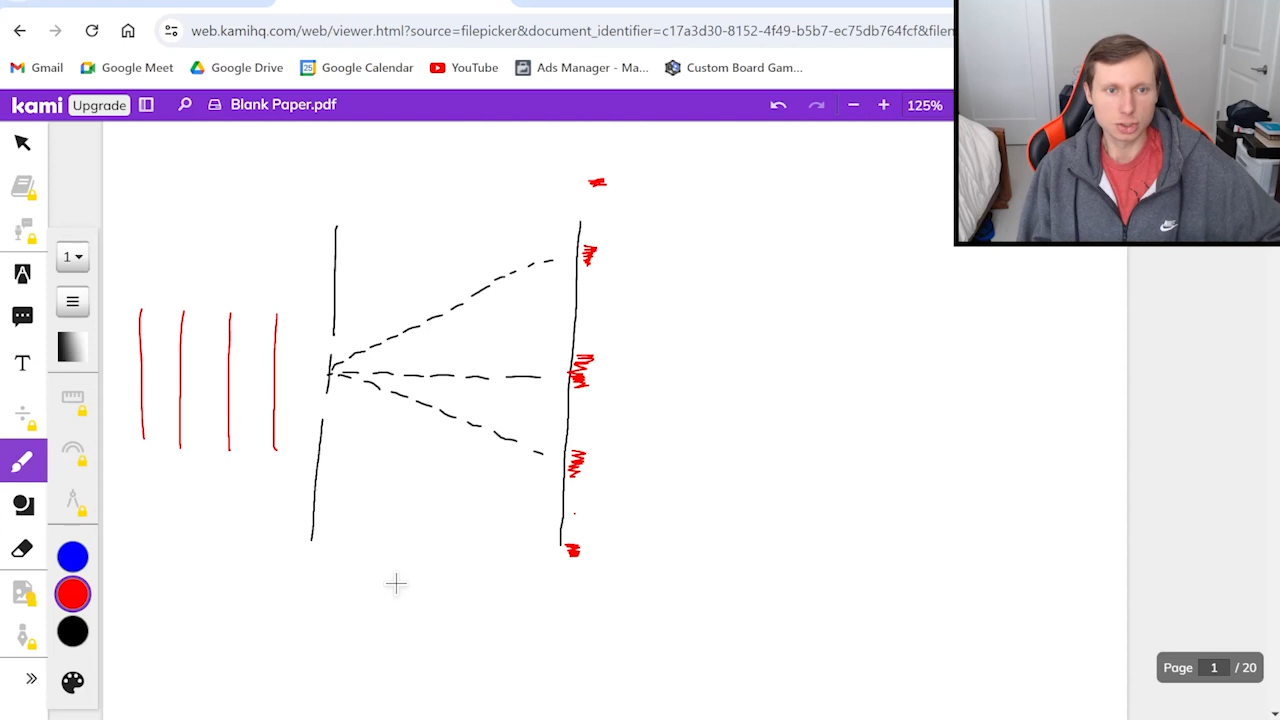 web.kamihq.com/web/viewer.html?source=filepicker&document_identifier=c17a3d30-8152-4f49-b5b7-ec75db764fcf&filen
Gmail Google Meet Google Drive 25 Google Calendar YouTube Ads Manager - Ma... Custom Board Gam...
kami Upgrade Blank Paper.pdf 125%
1
T
Page 1 / 20